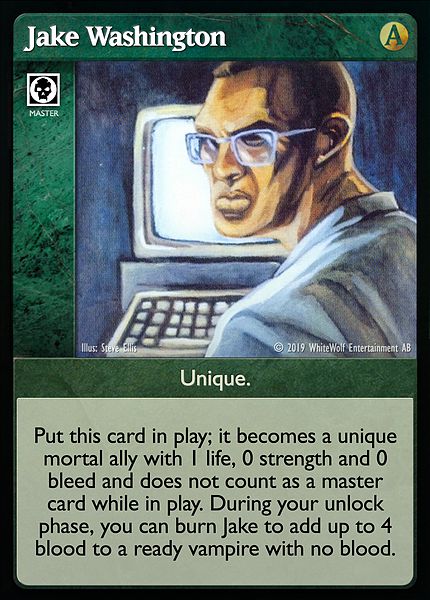 Jake Washington
A
MASTER
Illus: Steve Ellis
© 2019 WhiteWolf Entertainment AB
Unique.
Put this card in play; it becomes a unique
mortal ally with 1 life, 0 strength and 0
bleed and does not count as a master
card while in play. During your unlock
phase, you can burn Jake to add up to 4
blood to a ready vampire with no blood.